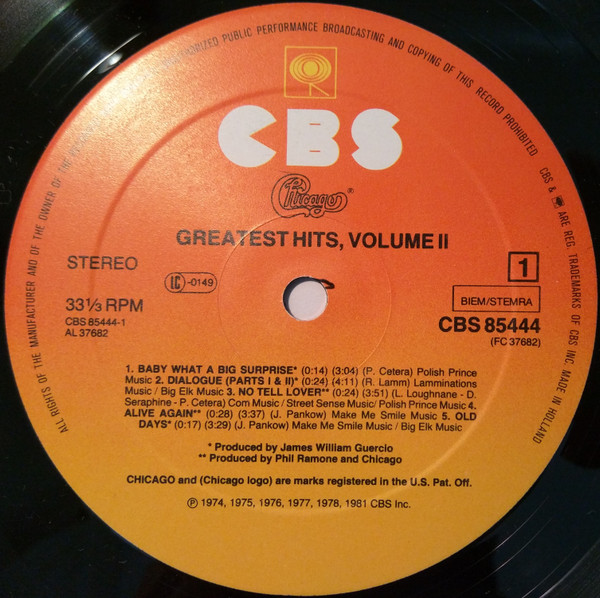 ALL RIGHTS OF THE MANUFACTURER AND OF THE OWNER OF THE
UNAUTHORIZED PUBLIC PERFORMANCE BROADCASTING AND COPYING OF THIS RECORD PROHIBITED
CBS & ARE REG. TRADEMARKS OF CBS INC. MADE IN HOLLAND
CBS
Chicago®
GREATEST HITS, VOLUME II
STEREO
1
IC -0149
33⅓ RPM
BIEM/STEMRA
CBS 85444-1
CBS 85444
AL 37682
(FC 37682)
1. BABY WHAT A BIG SURPRISE* (0:14) (3:04) (P. Cetera) Polish Prince
Music 2. DIALOGUE (PARTS I & II)* (0:24) (4:11) (R. Lamm) Lamminations
Music / Big Elk Music 3. NO TELL LOVER** (0:24) (3:51) (L. Loughnane - D.
Seraphine - P. Cetera) Com Music / Street Sense Music/ Polish Prince Music 4.
ALIVE AGAIN** (0:28) (3:37) (J. Pankow) Make Me Smile Music 5. OLD
DAYS* (0:17) (3:29) (J. Pankow) Make Me Smile Music / Big Elk Music
* Produced by James William Guercio
** Produced by Phil Ramone and Chicago
CHICAGO and (Chicago logo) are marks registered in the U.S. Pat. Off.
℗ 1974, 1975, 1976, 1977, 1978, 1981 CBS Inc.